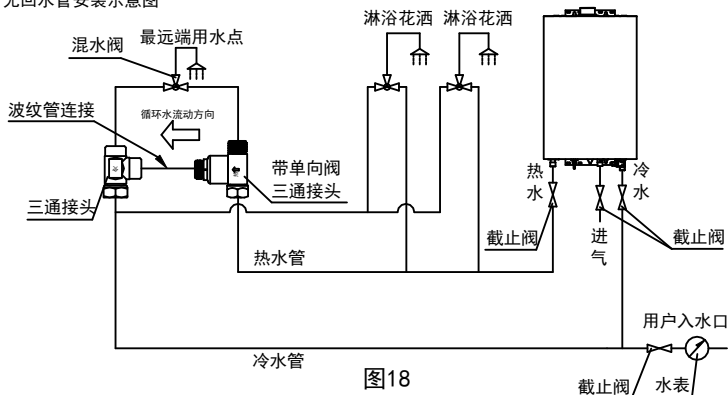 无回水管安装示意图
混水阀
最远端用水点
淋浴花洒
淋浴花洒
波纹管连接
循环水流动方向
带单向阀
三通接头
三通接头
热水
冷水
截止阀
进气
截止阀
热水管
用户入水口
冷水管
图18
截止阀
水表